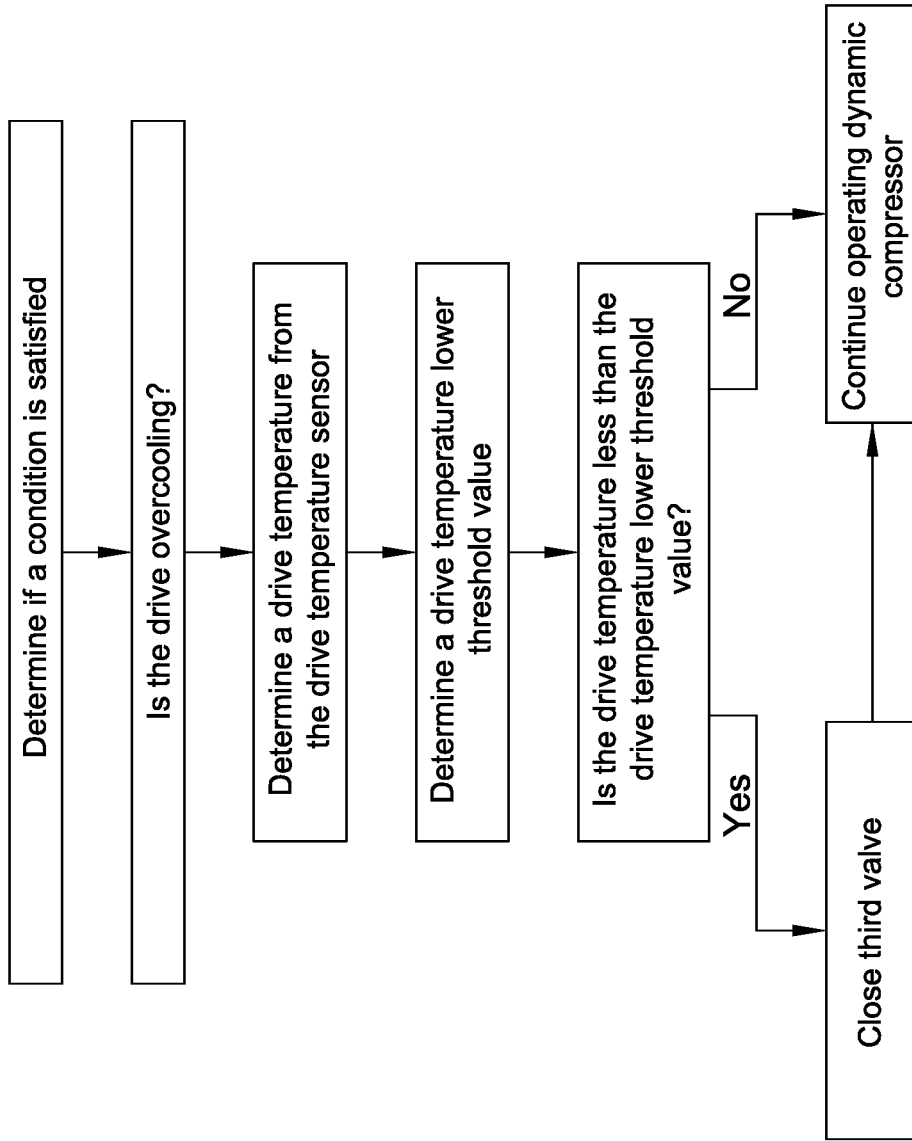 Determine if a condition is satisfied
Is the drive overcooling?
Determine a drive temperature from
the drive temperature sensor
Determine a drive temperature lower
threshold value
Is the drive temperature less than the
drive temperature lower threshold
value?
Yes
No
Close third valve
Continue operating dynamic
compressor